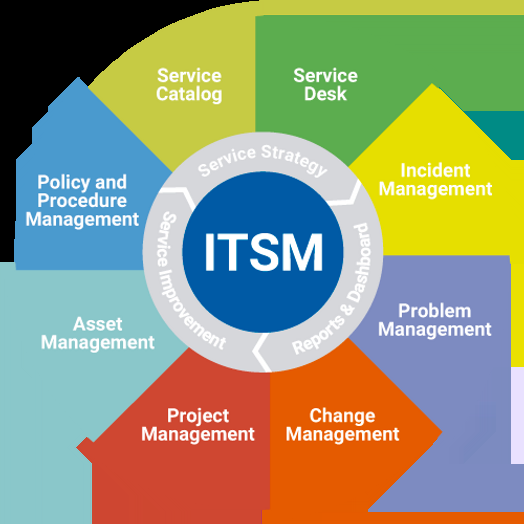 Service
Catalog
Service
Desk
Policy and
Procedure
Management
Incident
Management
Service Strategy
ITSM
Service Improvement
Reports & Dashboard
Asset
Management
Problem
Management
Project
Management
Change
Management